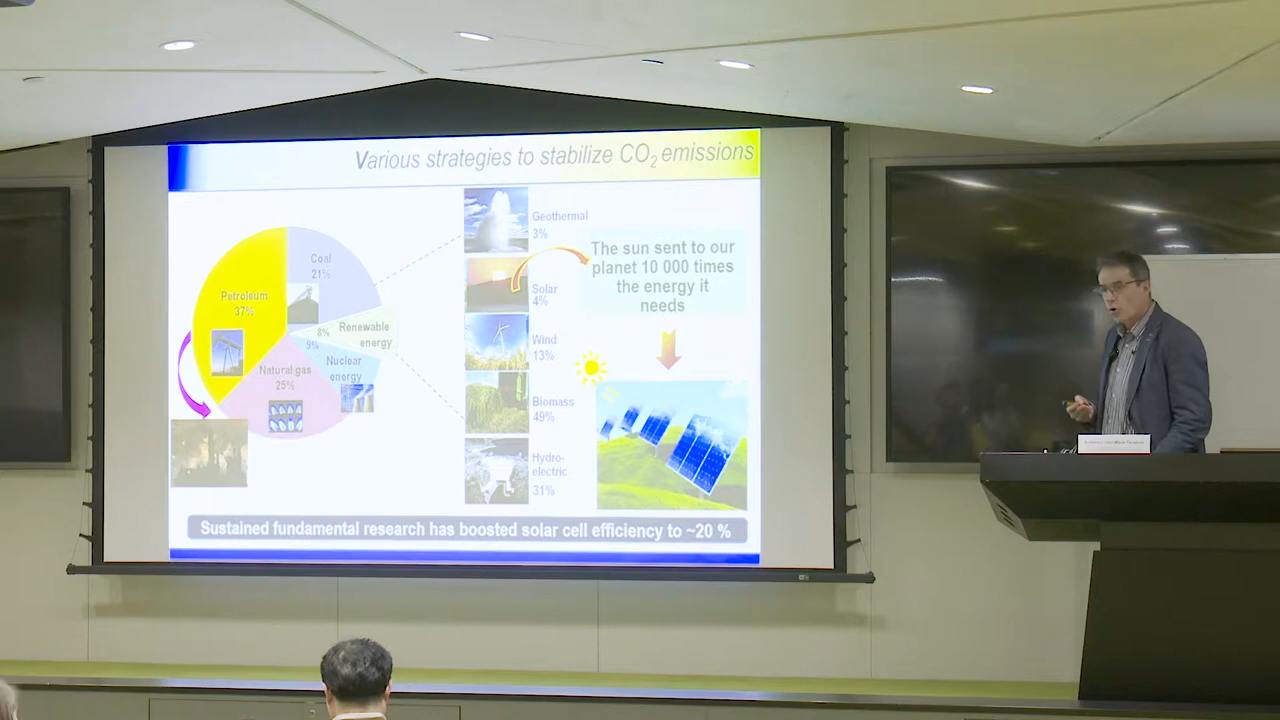 Various strategies to stabilize CO2 emissions
Coal
21%
Petroleum
37%
8%
Renewable
energy
9%
Nuclear
energy
Natural gas
25%
Geothermal
3%
Solar
4%
Wind
13%
Biomass
49%
Hydro-
electric
31%
The sun sent to our
planet 10 000 times
the energy it
needs
Sustained fundamental research has boosted solar cell efficiency to ~20 %